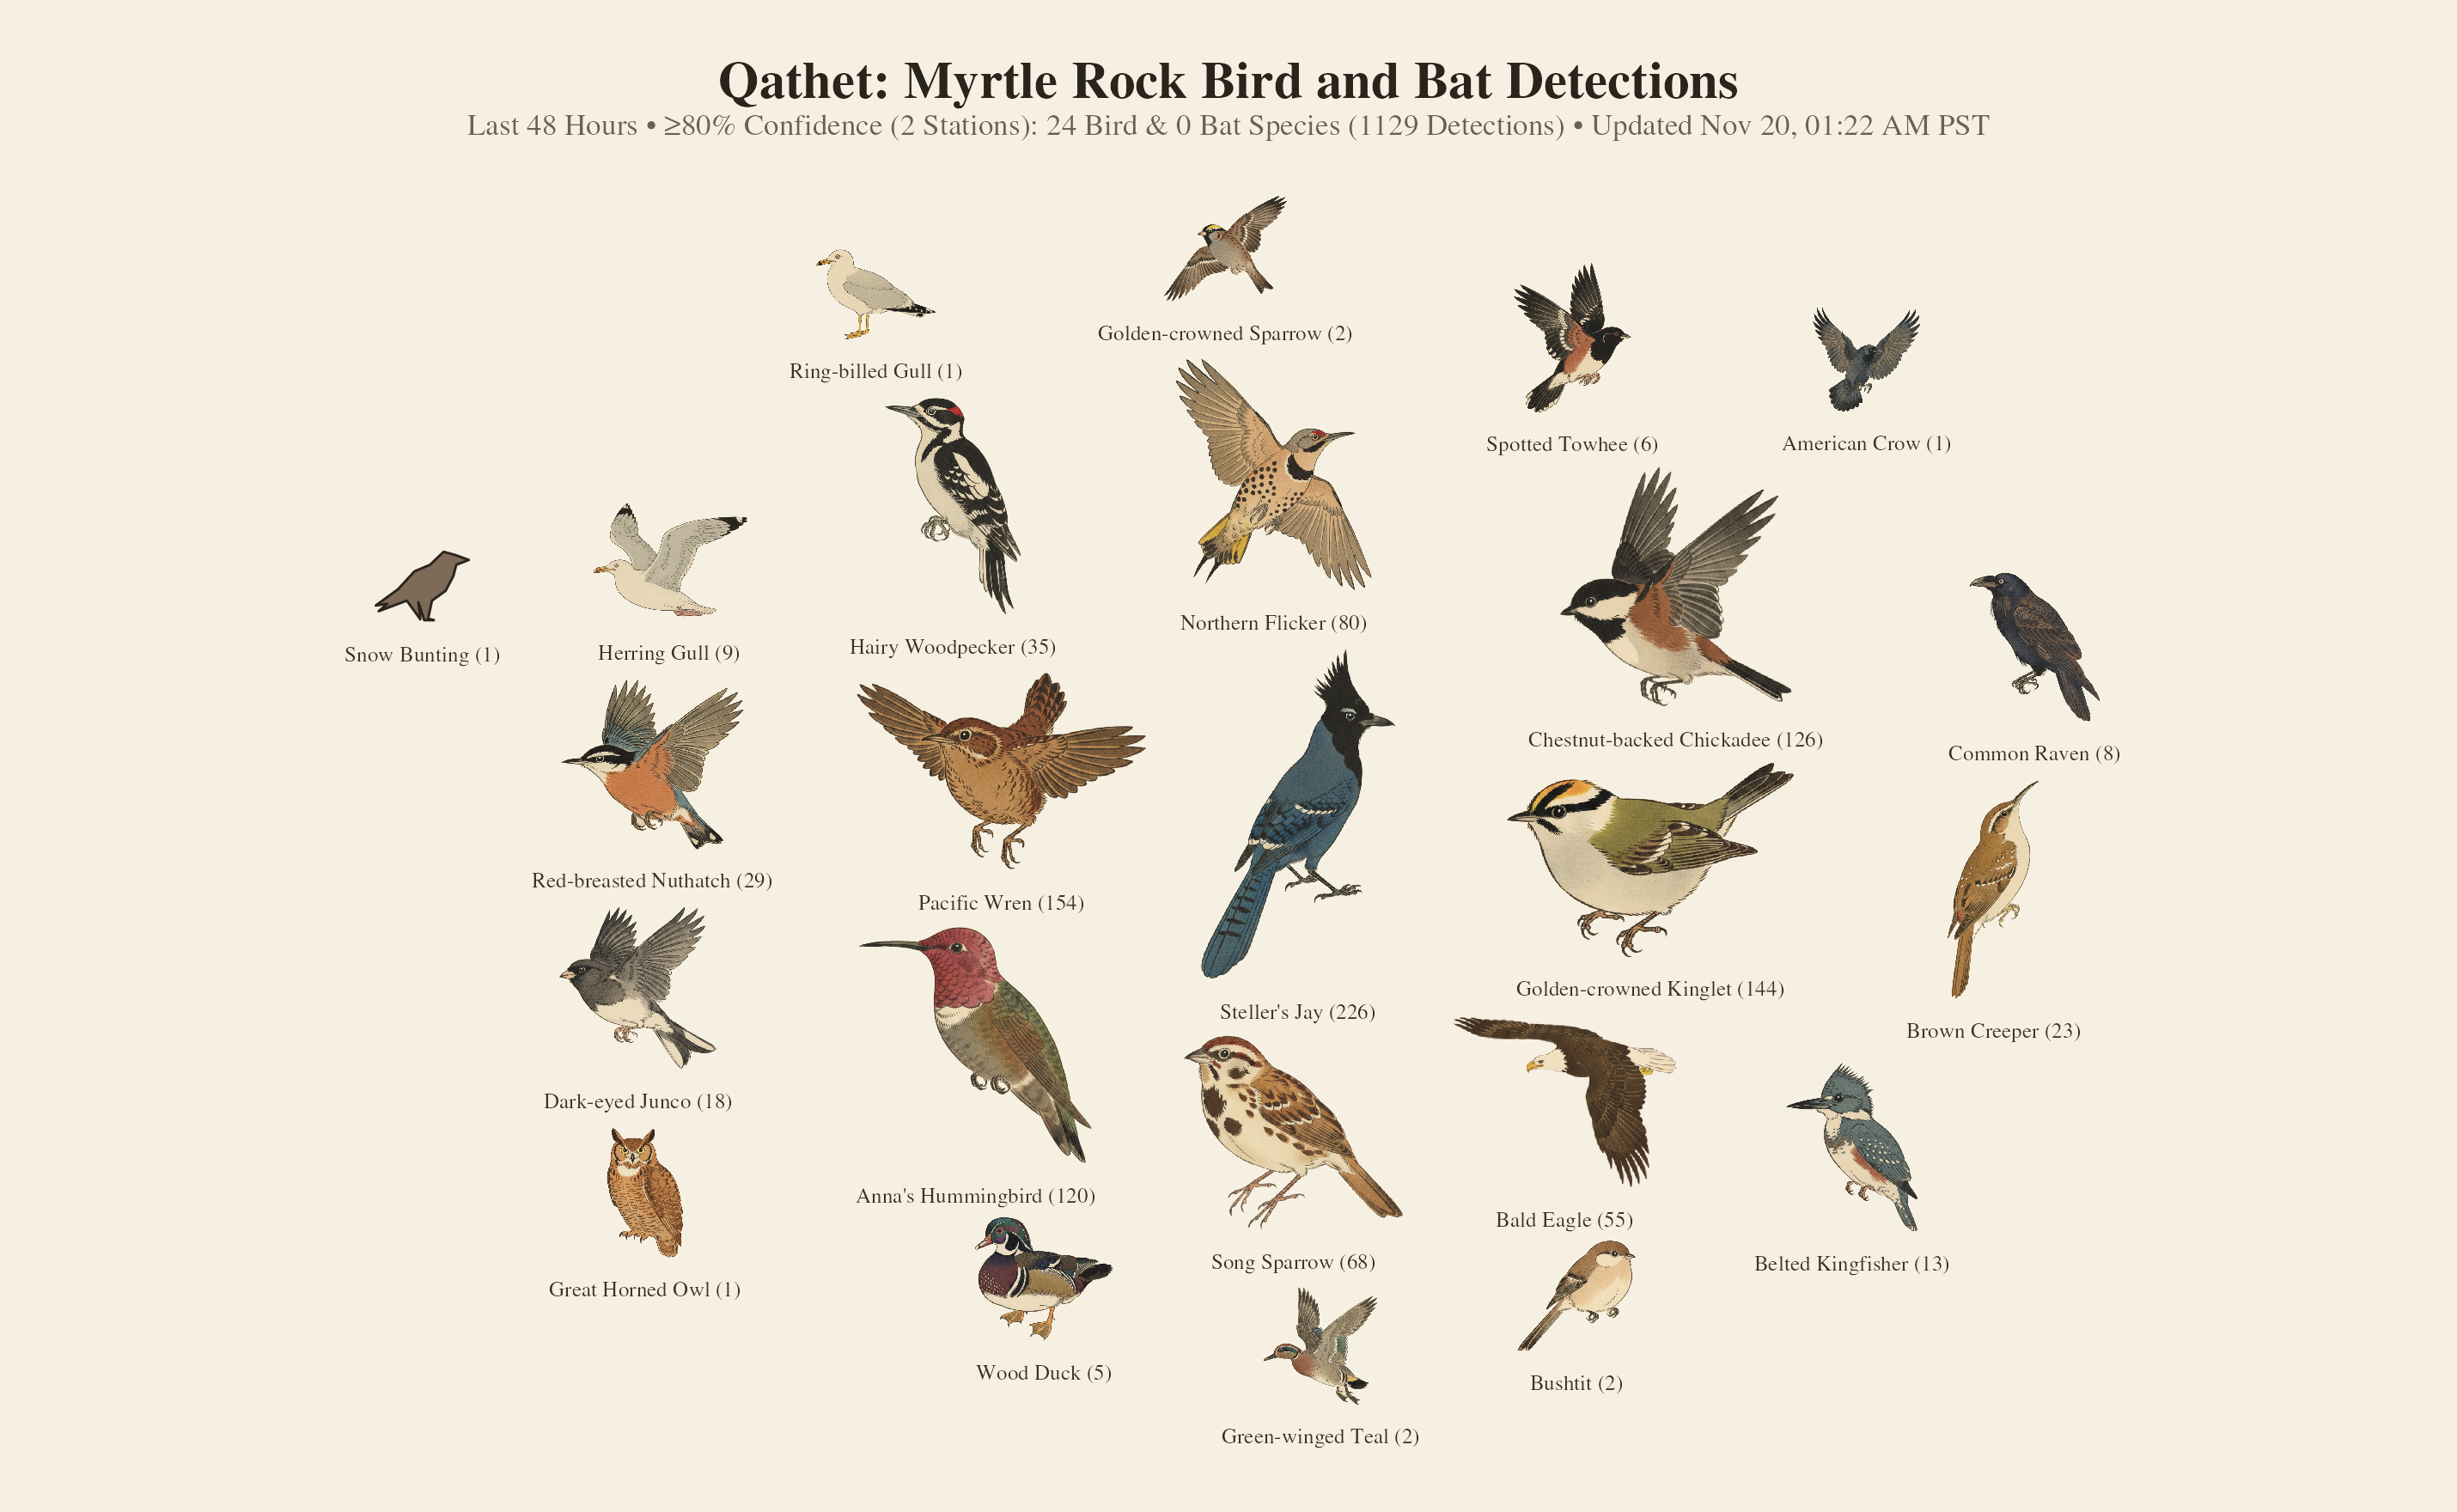 Qathet: Myrtle Rock Bird and Bat Detections
Last 48 Hours • ≥80% Confidence (2 Stations): 24 Bird & 0 Bat Species (1129 Detections) • Updated Nov 20, 01:22 AM PST
Golden-crowned Sparrow (2)
Ring-billed Gull (1)
Spotted Towhee (6)
American Crow (1)
Northern Flicker (80)
Hairy Woodpecker (35)
Herring Gull (9)
Snow Bunting (1)
Chestnut-backed Chickadee (126)
Common Raven (8)
Red-breasted Nuthatch (29)
Pacific Wren (154)
Golden-crowned Kinglet (144)
Steller's Jay (226)
Brown Creeper (23)
Dark-eyed Junco (18)
Anna's Hummingbird (120)
Bald Eagle (55)
Song Sparrow (68)
Belted Kingfisher (13)
Great Horned Owl (1)
Wood Duck (5)
Bushtit (2)
Green-winged Teal (2)